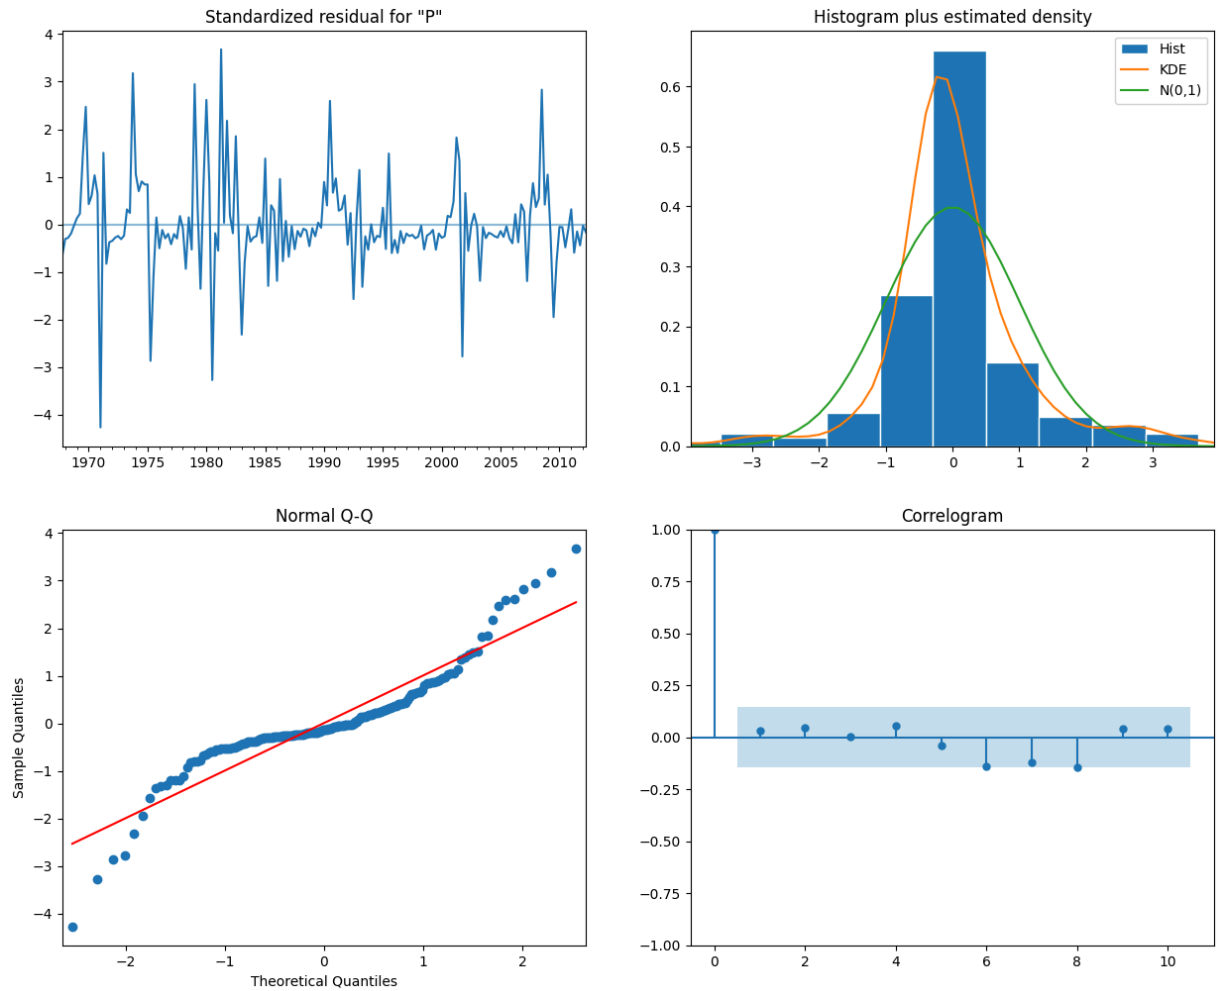 Standardized residual for "P"
4
3
2
1
0
−1
−2
−3
−4
1970 1975 1980 1985 1990 1995 2000 2005 2010
Histogram plus estimated density
Hist
KDE
N(0,1)
0.6
0.5
0.4
0.3
0.2
0.1
0.0
−3 −2 −1 0 1 2 3
Normal Q-Q
Sample Quantiles
4
3
2
1
0
−1
−2
−3
−4
−2 −1 0 1 2
Theoretical Quantiles
Correlogram
1.00
0.75
0.50
0.25
0.00
−0.25
−0.50
−0.75
−1.00
0 2 4 6 8 10